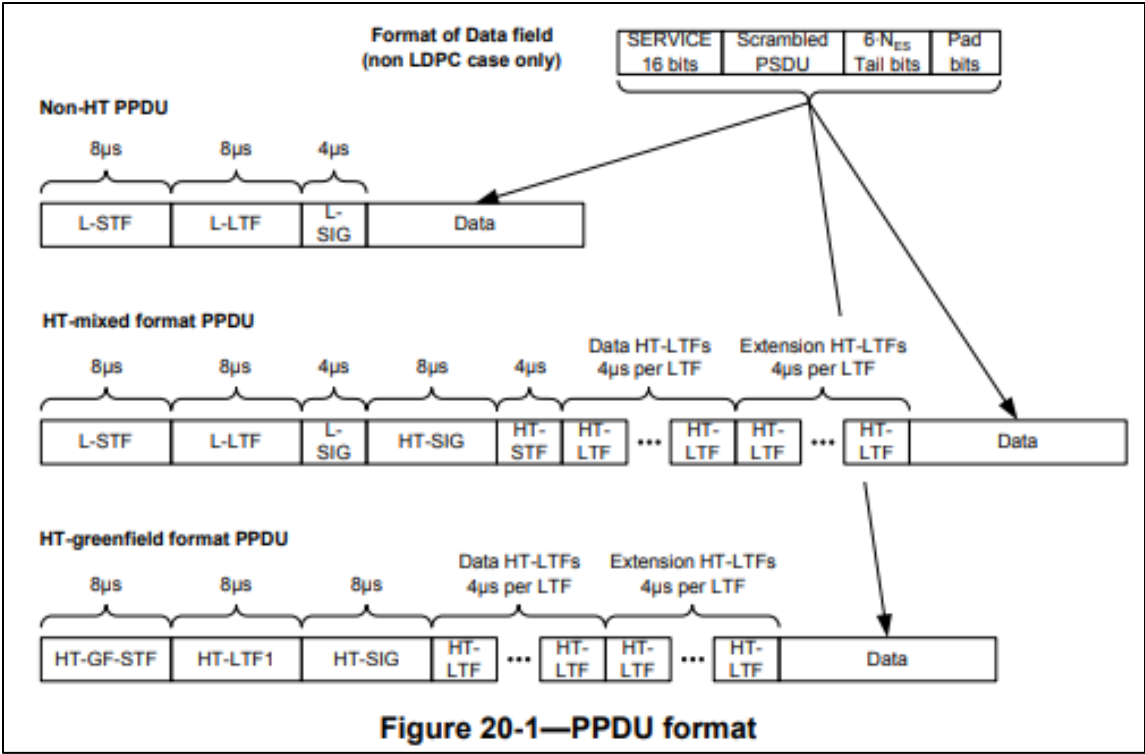 Format of Data field
(non LDPC case only)
SERVICE
16 bits
Scrambled
PSDU
6·NES
Tail bits
Pad
bits
Non-HT PPDU
8µs
8µs
4µs
L-STF
L-LTF
L-
SIG
Data
HT-mixed format PPDU
Data HT-LTFs
4µs per LTF
Extension HT-LTFs
4µs per LTF
8µs
8µs
4µs
8µs
4µs
L-STF
L-LTF
L-
SIG
HT-SIG
HT-
STF
HT-
LTF
•••
HT-
LTF
HT-
LTF
•••
HT-
LTF
Data
HT-greenfield format PPDU
Data HT-LTFs
4µs per LTF
Extension HT-LTFs
4µs per LTF
8µs
8µs
8µs
HT-GF-STF
HT-LTF1
HT-SIG
HT-
LTF
•••
HT-
LTF
HT-
LTF
•••
HT-
LTF
Data
Figure 20-1—PPDU format